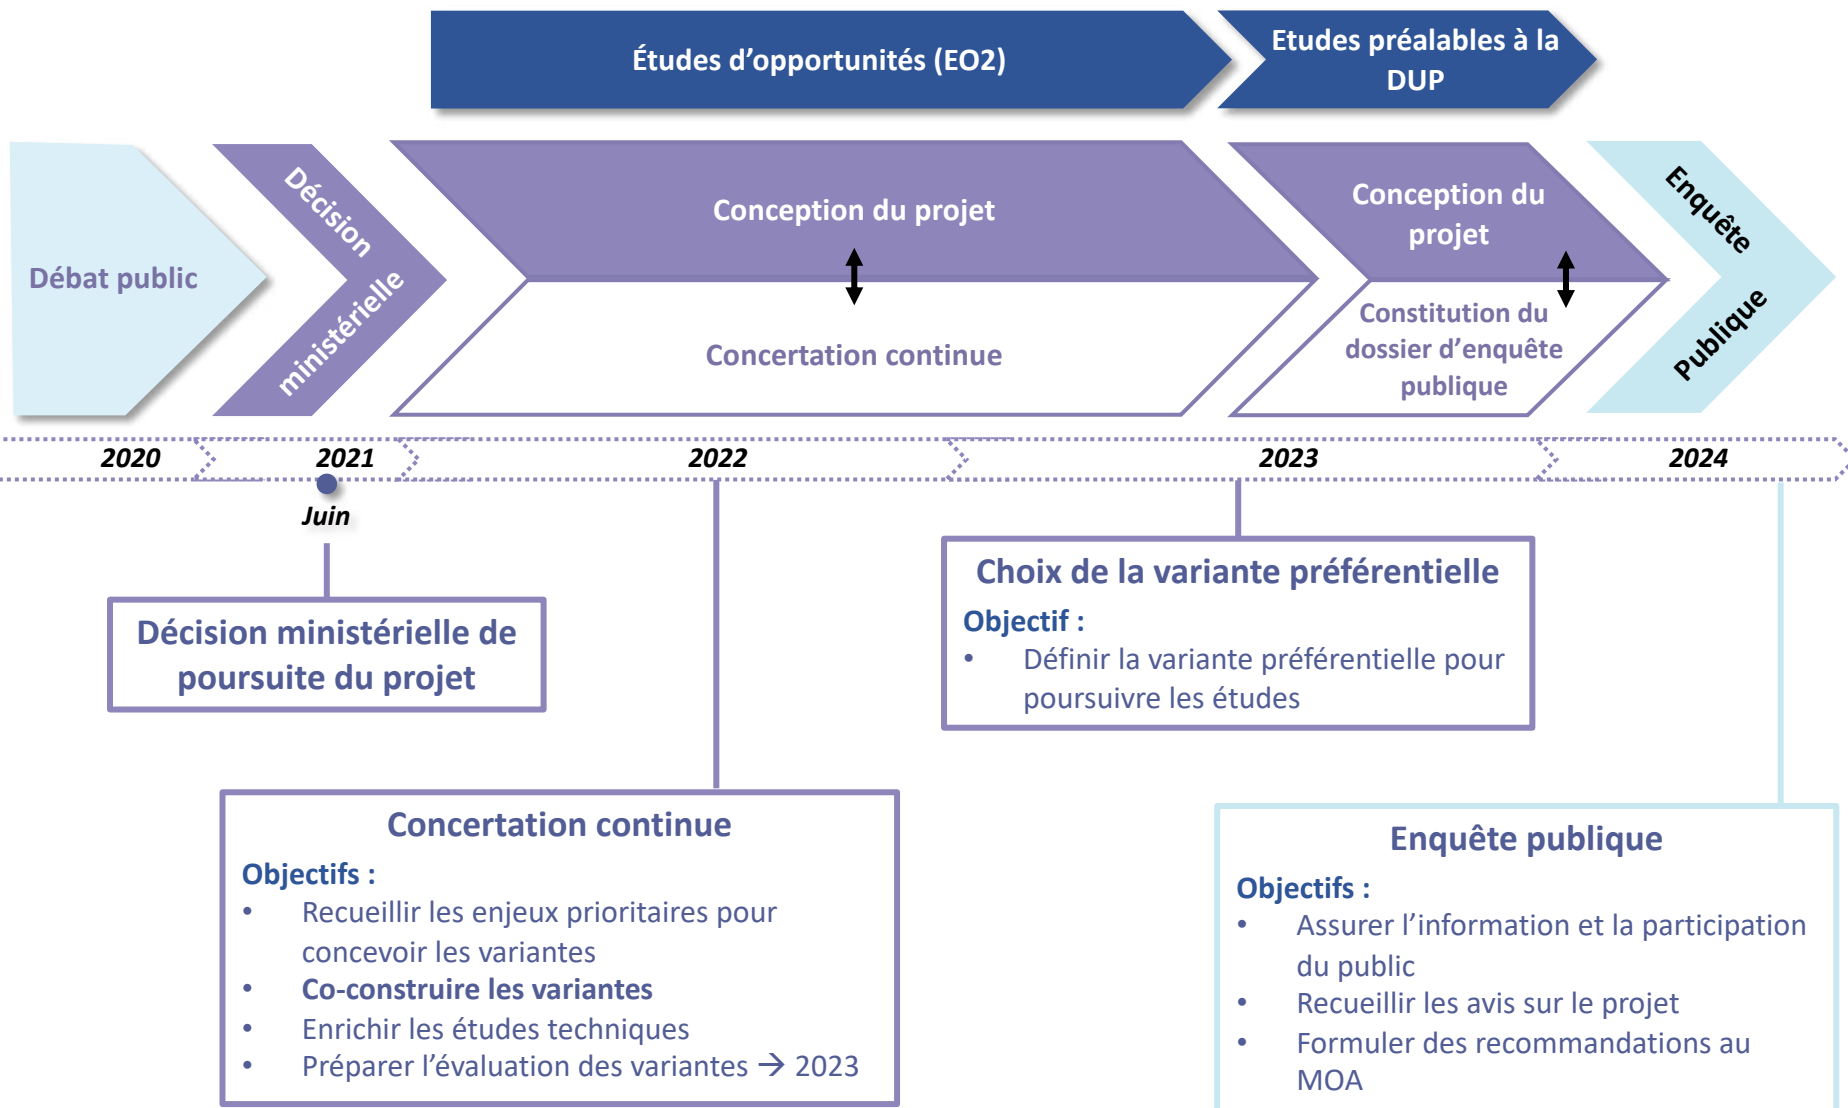 Études d’opportunités (EO2)
Etudes préalables à la
DUP
Débat public
Décision
ministérielle
Conception du projet
Concertation continue
Conception du
projet
Constitution du
dossier d’enquête
publique
Enquête
Publique
2020
2021
2022
2023
2024
Juin
Décision ministérielle de
poursuite du projet
Choix de la variante préférentielle
Objectif :
• Définir la variante préférentielle pour
poursuivre les études
Concertation continue
Objectifs :
• Recueillir les enjeux prioritaires pour
concevoir les variantes
• Co-construire les variantes
• Enrichir les études techniques
• Préparer l’évaluation des variantes → 2023
Enquête publique
Objectifs :
• Assurer l’information et la participation
du public
• Recueillir les avis sur le projet
• Formuler des recommandations au
MOA